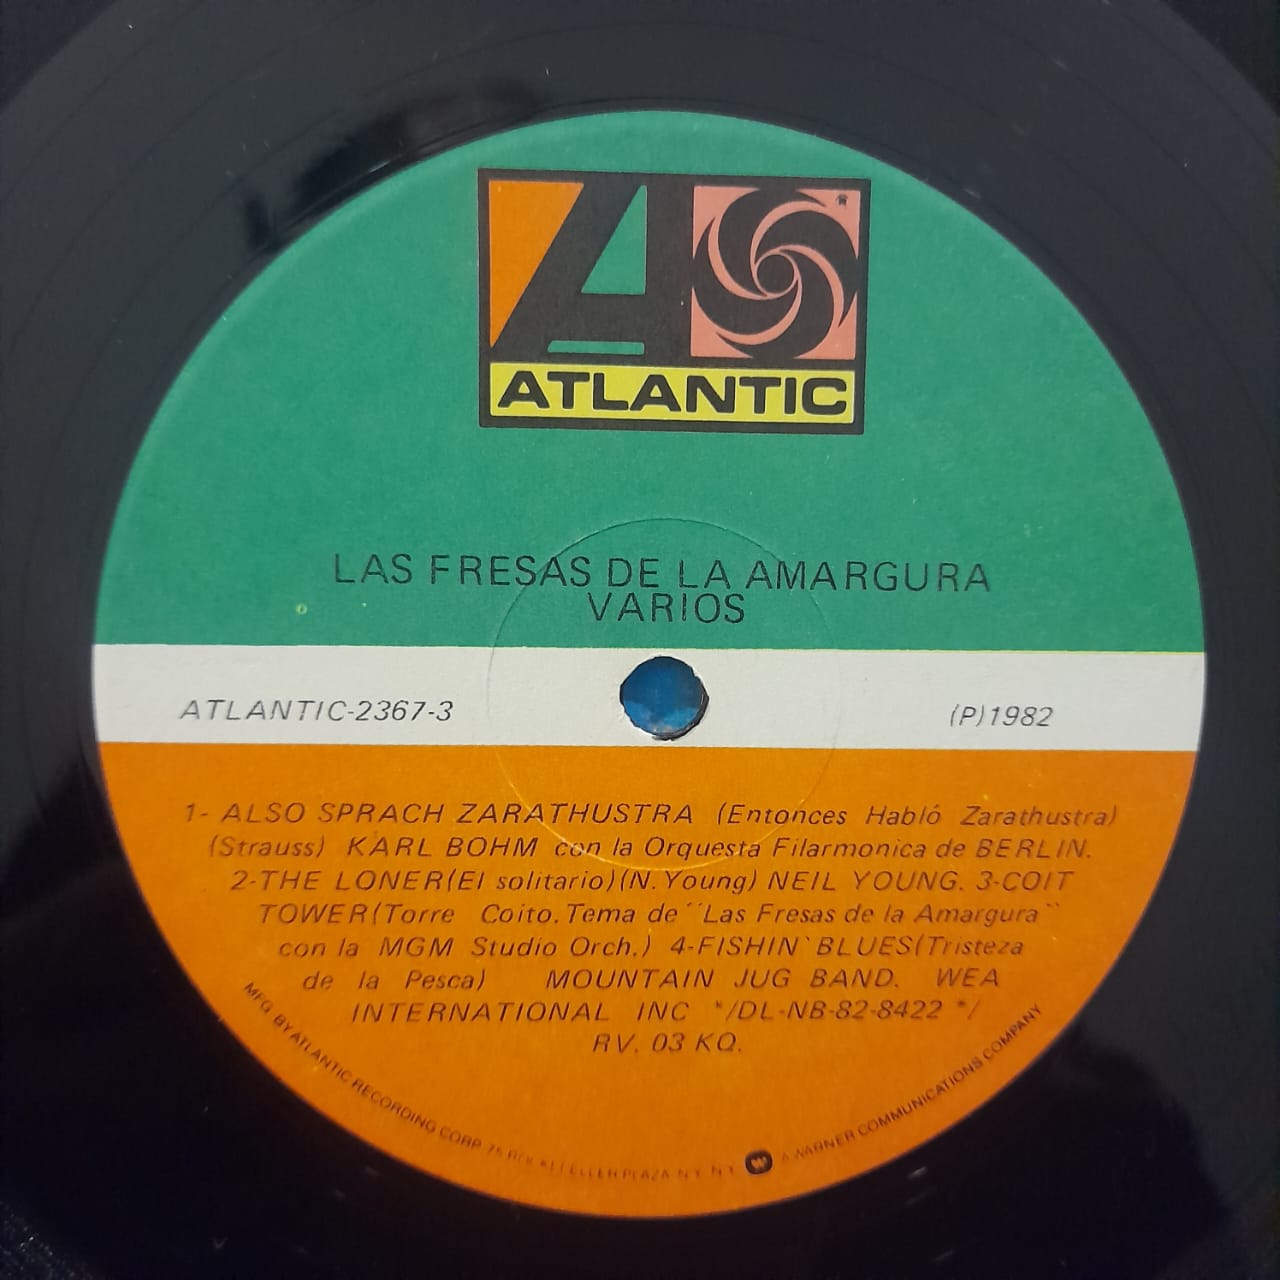 ATLANTIC
LAS FRESAS DE LA AMARGURA
VARIOS
ATLANTIC-2367-3
(P)1982
1- ALSO SPRACH ZARATHUSTRA (Entonces Habló Zarathustra)
(Strauss) KARL BOHM con la Orquesta Filarmonica de BERLIN.
2-THE LONER(El solitario)(N. Young) NEIL YOUNG. 3-COIT
TOWER(Torre Coito. Tema de ''Las Fresas de la Amargura''
con la MGM Studio Orch.) 4-FISHIN` BLUES(Tristeza
de la Pesca) MOUNTAIN JUG BAND. WEA
INTERNATIONAL INC */DL-NB-82-8422 */
RV. 03 KQ.
MFG. BY ATLANTIC RECORDING CORP. 75 ROCKEFELLER PLAZA N.Y. N.Y. W A WARNER COMMUNICATIONS COMPANY